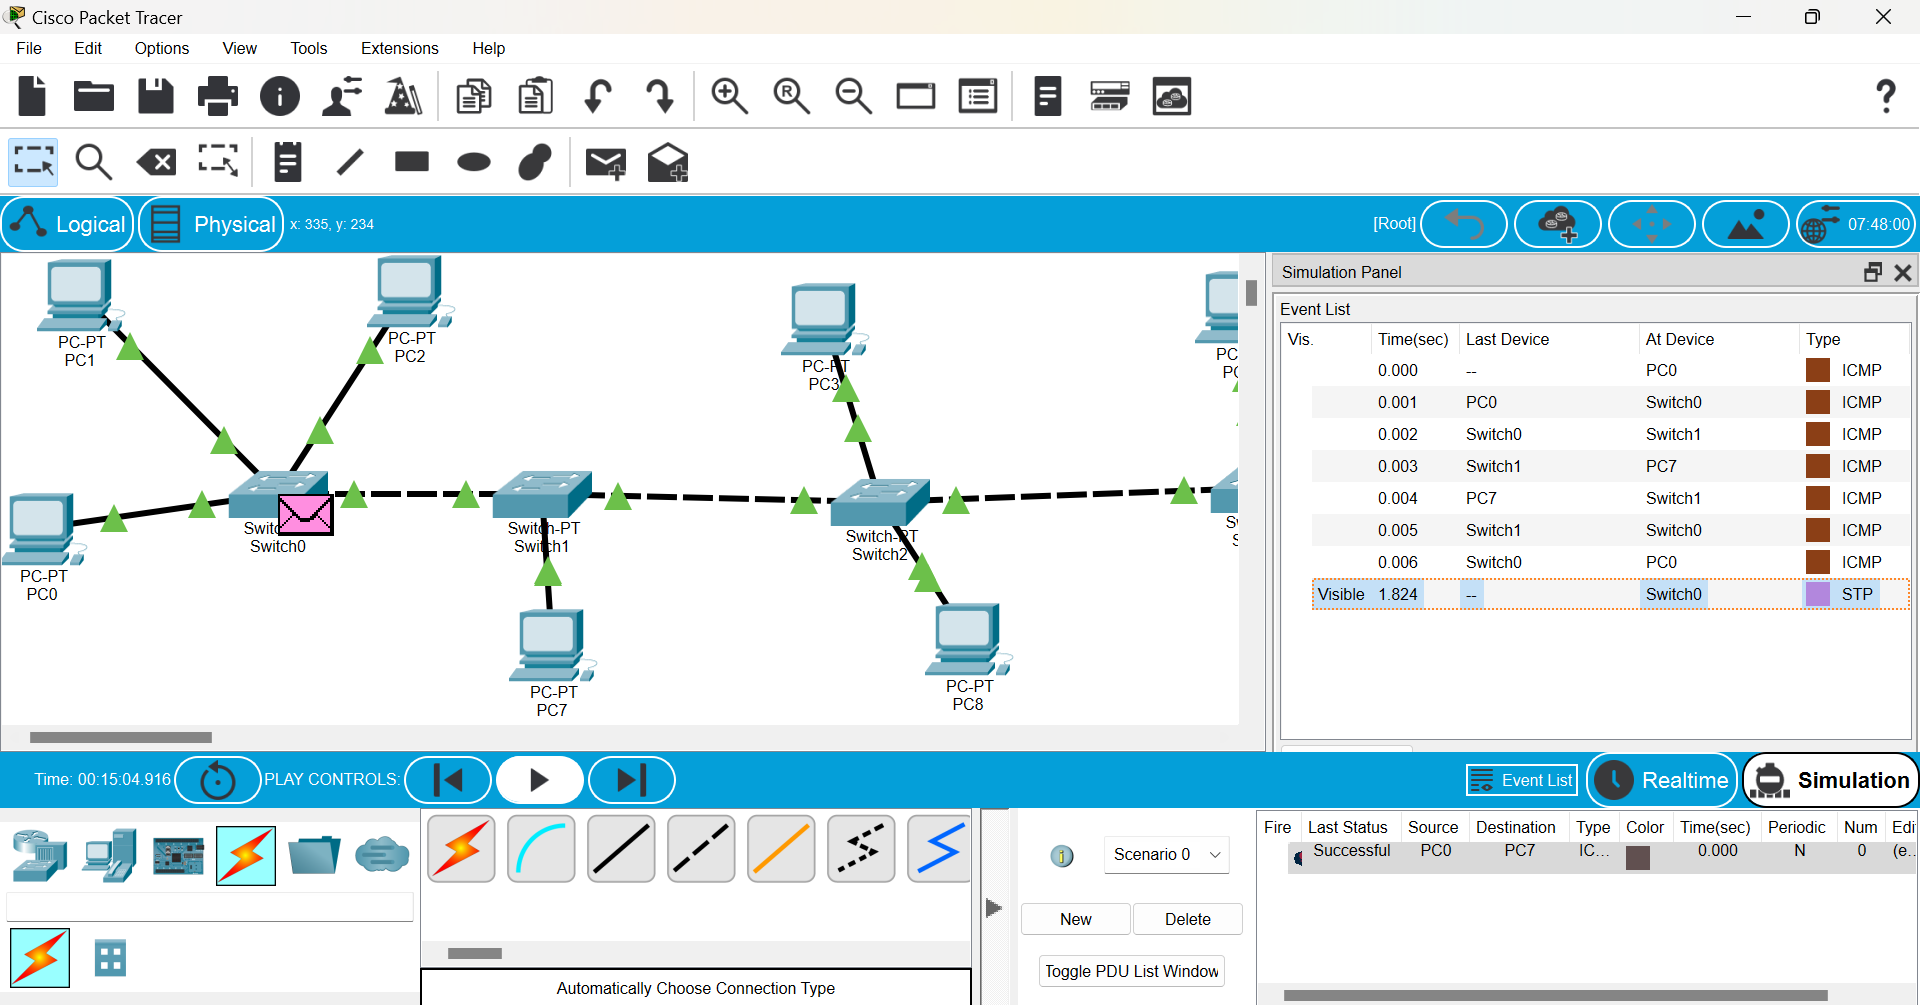 Cisco Packet Tracer
File Edit Options View Tools Extensions Help
Logical Physical x: 335, y: 234 [Root] 07:48:00
Simulation Panel
Event List
Vis. Time(sec) Last Device At Device Type
0.000 -- PC0 ICMP
0.001 PC0 Switch0 ICMP
0.002 Switch0 Switch1 ICMP
0.003 Switch1 PC7 ICMP
0.004 PC7 Switch1 ICMP
0.005 Switch1 Switch0 ICMP
0.006 Switch0 PC0 ICMP
Visible 1.824 -- Switch0 STP
PC-PT
PC1
PC-PT
PC2
PC-PT
PC3
PC
Switch0
Switch-PT
Switch1
Switch-PT
Switch2
PC-PT
PC0
PC-PT
PC7
PC-PT
PC8
Time: 00:15:04.916 PLAY CONTROLS: Event List Realtime Simulation
Scenario 0
New Delete
Toggle PDU List Window
Automatically Choose Connection Type
Fire Last Status Source Destination Type Color Time(sec) Periodic Num Edi
Successful PC0 PC7 IC... 0.000 N 0 (e...